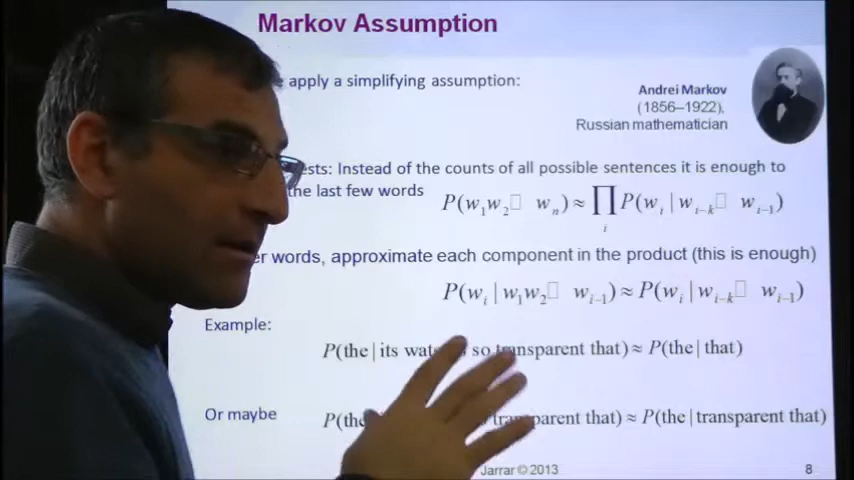 Markov Assumption
apply a simplifying assumption:
Andrei Markov
(1856–1922),
Russian mathematician
Instead of the counts of all possible sentences it is enough to
the last few words
P(w₁w₂□ wₙ) ≈ ∏ᵢ P(wᵢ | wᵢ₋ₖ□ wᵢ₋₁)
words, approximate each component in the product (this is enough)
P(wᵢ | w₁w₂□ wᵢ₋₁) ≈ P(wᵢ | wᵢ₋ₖ□ wᵢ₋₁)
Example:
P(the | its so transparent that) ≈ P(the | that)
Or maybe
P(the transparent that) ≈ P(the | transparent that)
Jarrar © 2013
8